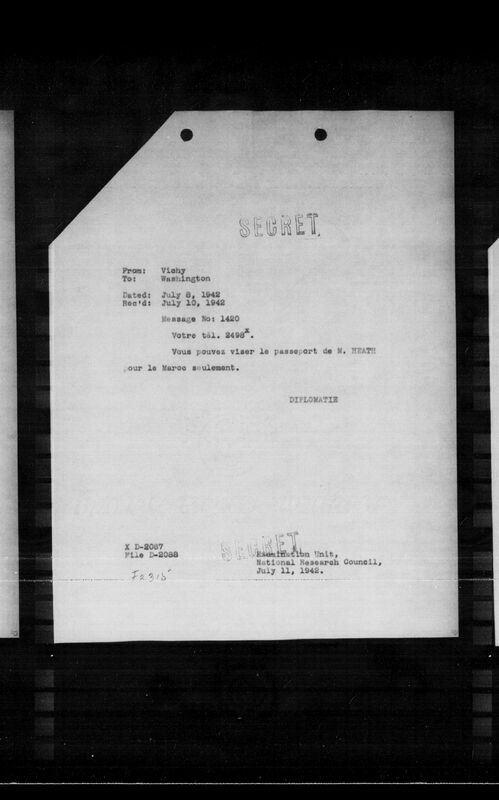 SECRET.
From: Vichy
To: Washington
Dated: July 8, 1942
Rec'd: July 10, 1942
Message No: 1420
Votre tél. 2498x.
Vous pouvez viser le passeport de M. HEATH
pour le Maroc seulement.
DIPLOMATIE
X D-2087
File D-2088
SECRET
Examination Unit,
National Research Council,
July 11, 1942.
F2315